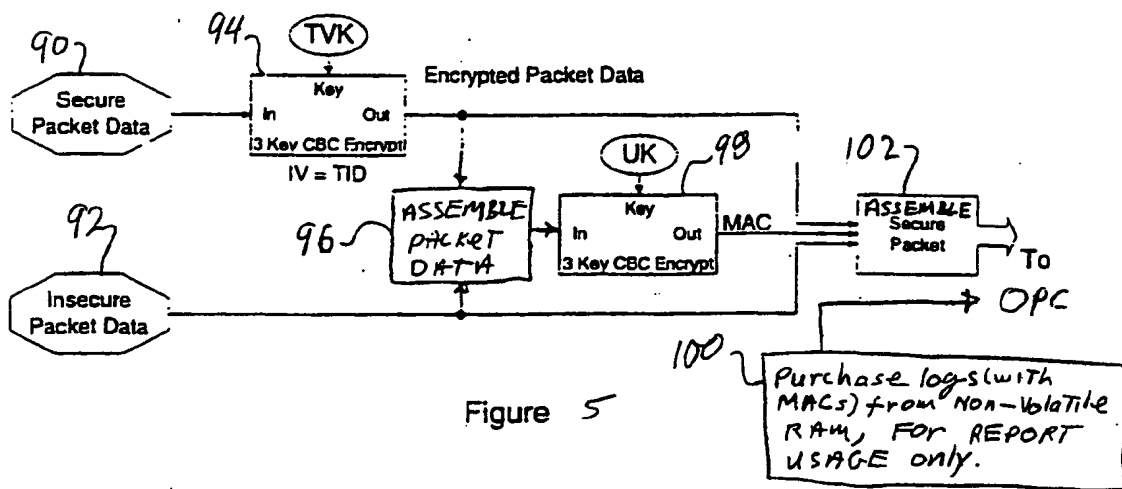 90
94
TVK
Encrypted Packet Data
Secure
Packet Data
Key
In
Out
3 Key CBC Encrypt
IV = TID
UK
98
102
92
96
ASSEMBLE
PACKET
DATA
Key
In
Out
3 Key CBC Encrypt
MAC
ASSEMBLE
Secure
Packet
To
OPC
Insecure
Packet Data
100
Purchase logs (with
MACs) from Non-Volatile
RAM, FOR REPORT
USAGE only.
Figure 5